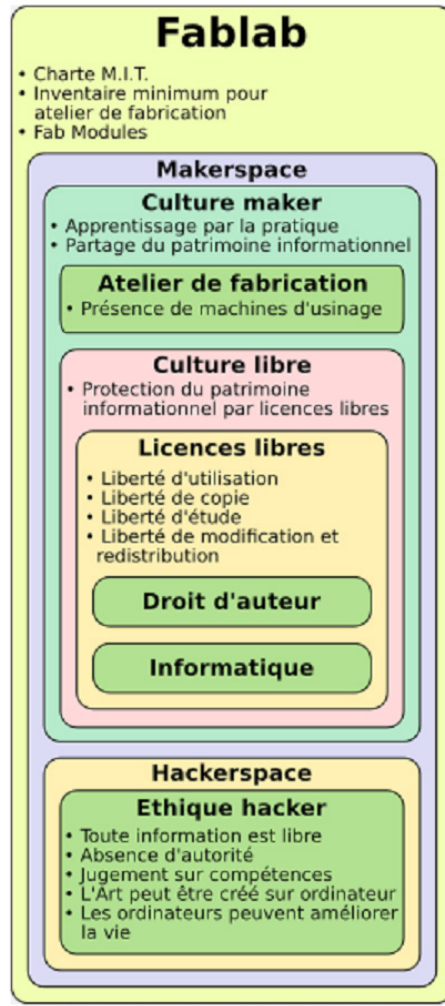 Fablab
• Charte M.I.T.
• Inventaire minimum pour
atelier de fabrication
• Fab Modules
Makerspace
Culture maker
• Apprentissage par la pratique
• Partage du patrimoine informationnel
Atelier de fabrication
• Présence de machines d'usinage
Culture libre
• Protection du patrimoine
informationnel par licences libres
Licences libres
• Liberté d'utilisation
• Liberté de copie
• Liberté d'étude
• Liberté de modification et
redistribution
Droit d'auteur
Informatique
Hackerspace
Ethique hacker
• Toute information est libre
• Absence d'autorité
• Jugement sur compétences
• L'Art peut être créé sur ordinateur
• Les ordinateurs peuvent améliorer
la vie